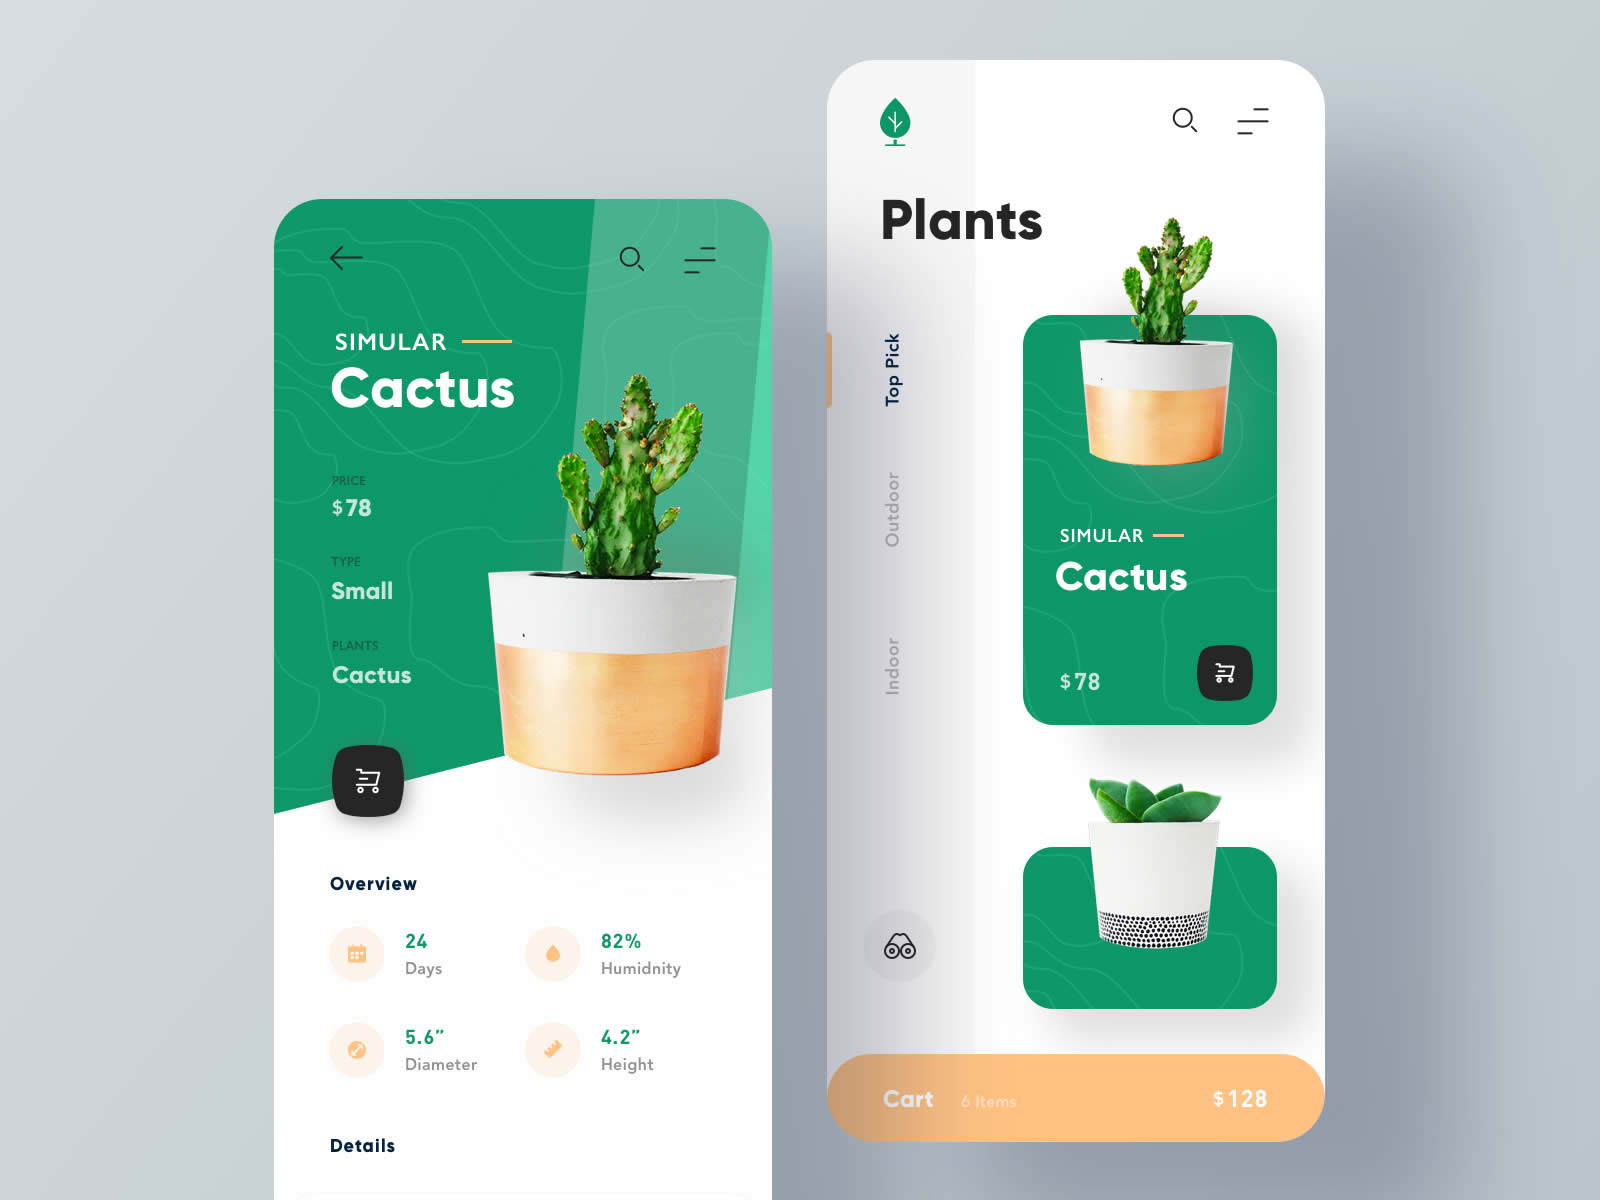 SIMULAR
Cactus
PRICE
$78
TYPE
Small
PLANTS
Cactus
Overview
24
Days
82%
Humidnity
5.6”
Diameter
4.2”
Height
Details
Plants
Top Pick
Outdoor
Indoor
SIMULAR
Cactus
$78
Cart 6 Items $128